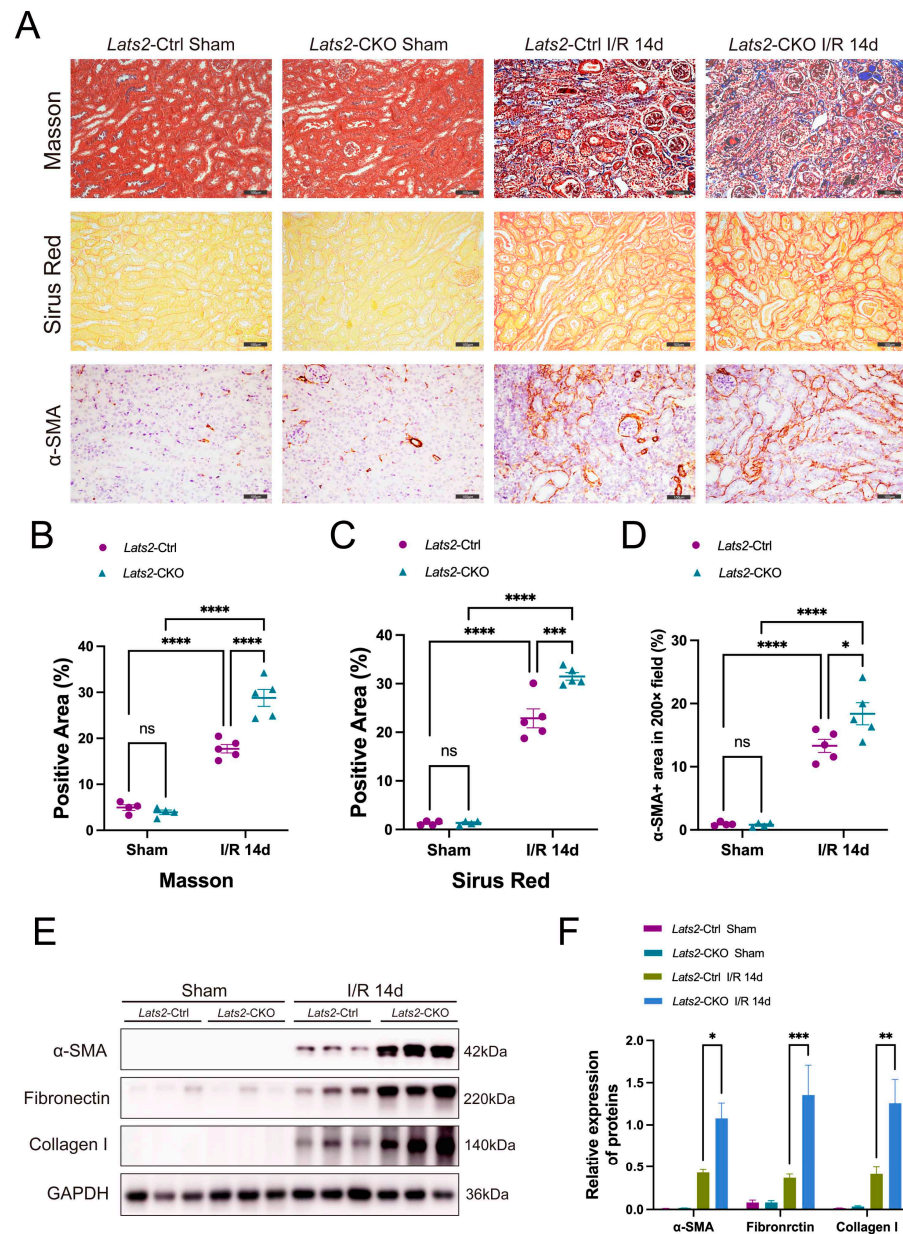 A
Lats2-Ctrl Sham
Lats2-CKO Sham
Lats2-Ctrl I/R 14d
Lats2-CKO I/R 14d
Masson
Sirus Red
α-SMA
B
Lats2-Ctrl
Lats2-CKO
Positive Area (%)
40
30
20
10
0
ns
****
****
****
Sham
I/R 14d
Masson
C
Lats2-Ctrl
Lats2-CKO
Positive Area (%)
40
30
20
10
0
ns
****
***
****
Sham
I/R 14d
Sirus Red
D
Lats2-Ctrl
Lats2-CKO
α-SMA+ area in 200× field (%)
30
20
10
0
ns
****
*
****
Sham
I/R 14d
E
Sham
I/R 14d
Lats2-Ctrl
Lats2-CKO
Lats2-Ctrl
Lats2-CKO
α-SMA
42kDa
Fibronectin
220kDa
Collagen I
140kDa
GAPDH
36kDa
F
Lats2-Ctrl Sham
Lats2-CKO Sham
Lats2-Ctrl I/R 14d
Lats2-CKO I/R 14d
Relative expression
of proteins
2.0
1.5
1.0
0.5
0.0
*
***
**
α-SMA
Fibronrctin
Collagen I